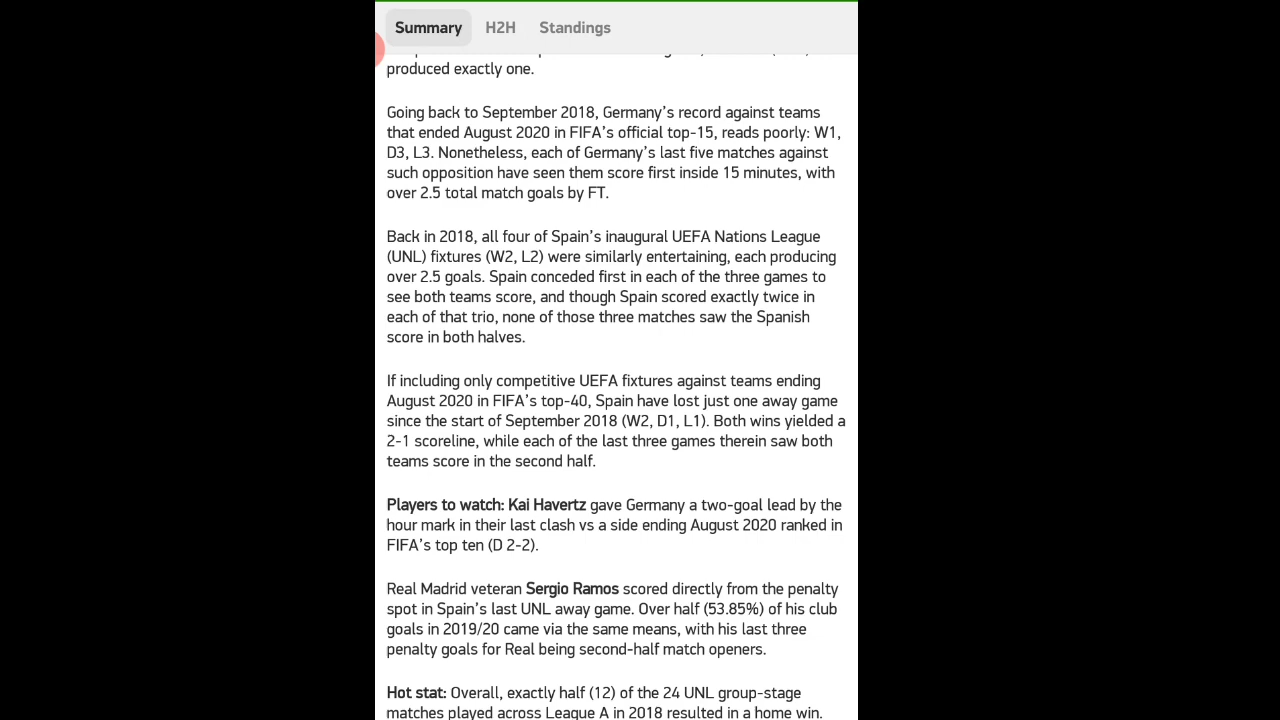 Summary H2H Standings
produced exactly one.
Going back to September 2018, Germany's record against teams
that ended August 2020 in FIFA's official top-15, reads poorly: W1,
D3, L3. Nonetheless, each of Germany's last five matches against
such opposition have seen them score first inside 15 minutes, with
over 2.5 total match goals by FT.
Back in 2018, all four of Spain's inaugural UEFA Nations League
(UNL) fixtures (W2, L2) were similarly entertaining, each producing
over 2.5 goals. Spain conceded first in each of the three games to
see both teams score, and though Spain scored exactly twice in
each of that trio, none of those three matches saw the Spanish
score in both halves.
If including only competitive UEFA fixtures against teams ending
August 2020 in FIFA's top-40, Spain have lost just one away game
since the start of September 2018 (W2, D1, L1). Both wins yielded a
2-1 scoreline, while each of the last three games therein saw both
teams score in the second half.
Players to watch: Kai Havertz gave Germany a two-goal lead by the
hour mark in their last clash vs a side ending August 2020 ranked in
FIFA's top ten (D 2-2).
Real Madrid veteran Sergio Ramos scored directly from the penalty
spot in Spain's last UNL away game. Over half (53.85%) of his club
goals in 2019/20 came via the same means, with his last three
penalty goals for Real being second-half match openers.
Hot stat: Overall, exactly half (12) of the 24 UNL group-stage
matches played across League A in 2018 resulted in a home win.